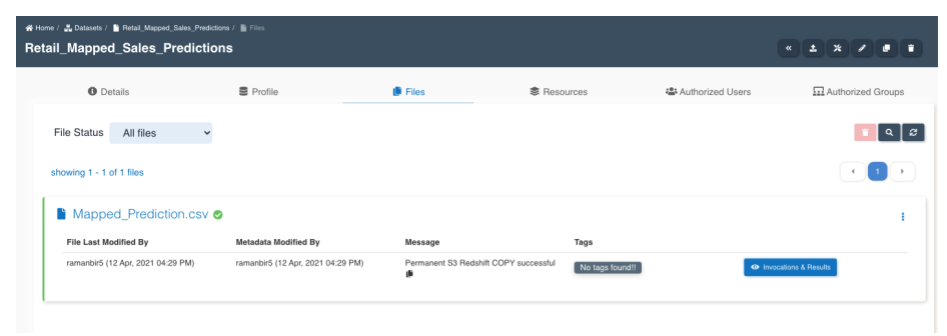 Home / Datasets / Retail_Mapped_Sales_Predictions / Files
Retail_Mapped_Sales_Predictions
Details Profile Files Resources Authorized Users Authorized Groups
File Status All files
showing 1 - 1 of 1 files
1
Mapped_Prediction.csv
File Last Modified By Metadata Modified By Message Tags
ramanbir5 (12 Apr, 2021 04:29 PM) ramanbir5 (12 Apr, 2021 04:29 PM) Permanent S3 Redshift COPY successful No tags found!! Invocations & Results